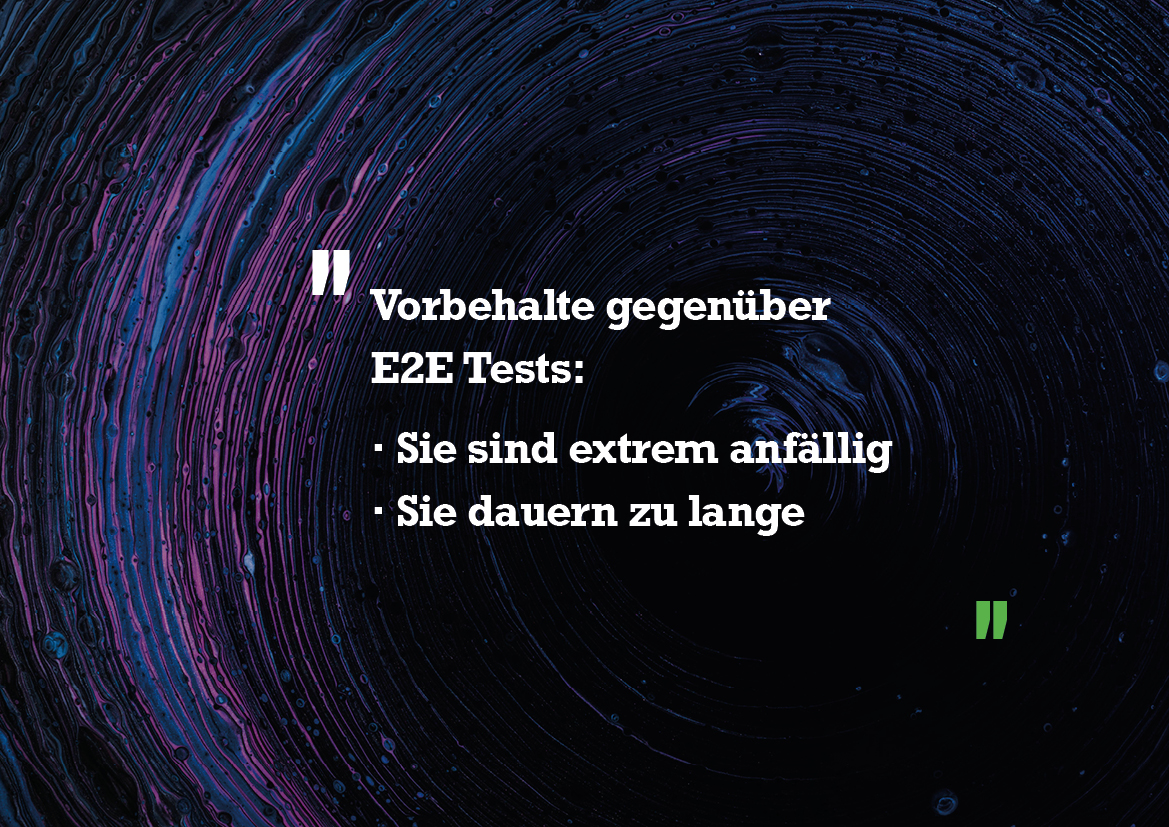 "Vorbehalte gegenüber
E2E Tests:
· Sie sind extrem anfällig
· Sie dauern zu lange
"